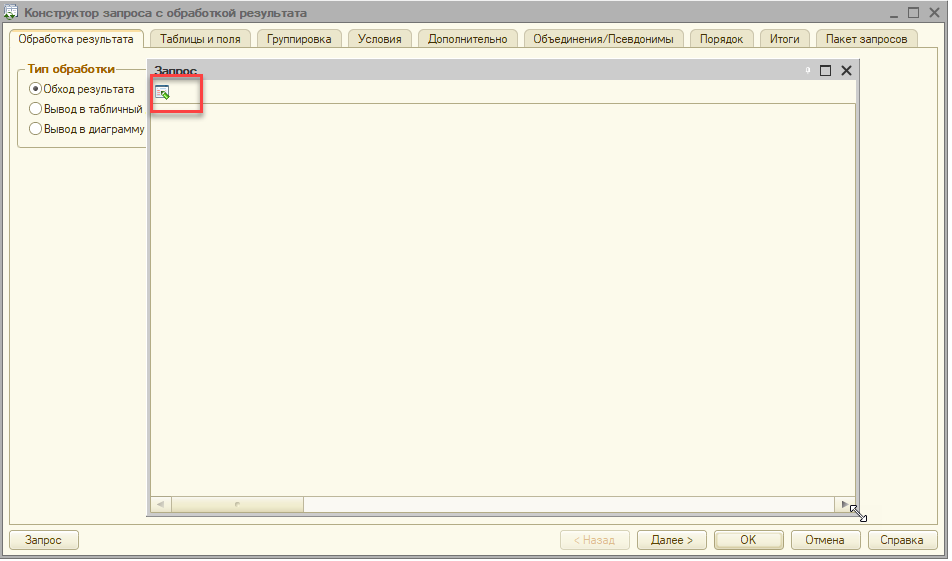 Конструктор запроса с обработкой результата
Обработка результата Таблицы и поля Группировка Условия Дополнительно Объединения/Псевдонимы Порядок Итоги Пакет запросов
Тип обработки
Обход результата
Вывод в табличный
Вывод в диаграмму
Запрос
Запрос < Назад Далее > ОК Отмена Справка